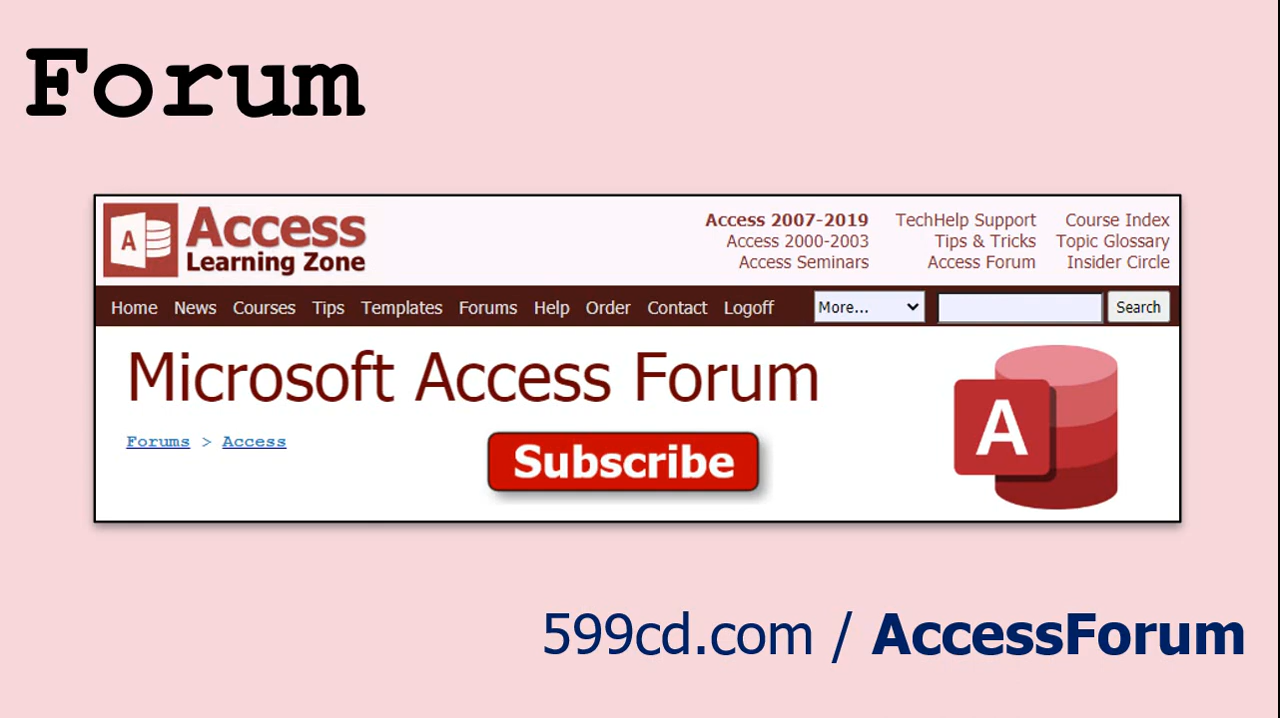 Forum
A
Access
Learning Zone
Access 2007-2019 TechHelp Support Course Index
Access 2000-2003 Tips & Tricks Topic Glossary
Access Seminars Access Forum Insider Circle
Home News Courses Tips Templates Forums Help Order Contact Logoff More... Search
Microsoft Access Forum
Forums > Access
Subscribe
A
599cd.com / AccessForum